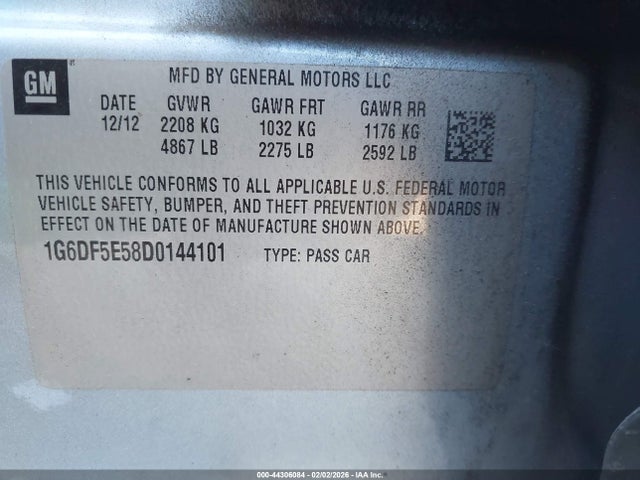 GM
MFD BY GENERAL MOTORS LLC
DATE GVWR GAWR FRT GAWR RR
12/12 2208 KG 1032 KG 1176 KG
4867 LB 2275 LB 2592 LB
THIS VEHICLE CONFORMS TO ALL APPLICABLE U.S. FEDERAL MOTOR
VEHICLE SAFETY, BUMPER, AND THEFT PREVENTION STANDARDS IN
EFFECT ON THE DATE OF MANUFACTURE SHOWN ABOVE.
1G6DF5E58D0144101 TYPE: PASS CAR
000-44306084 - 02/02/2026 - IAA Inc.